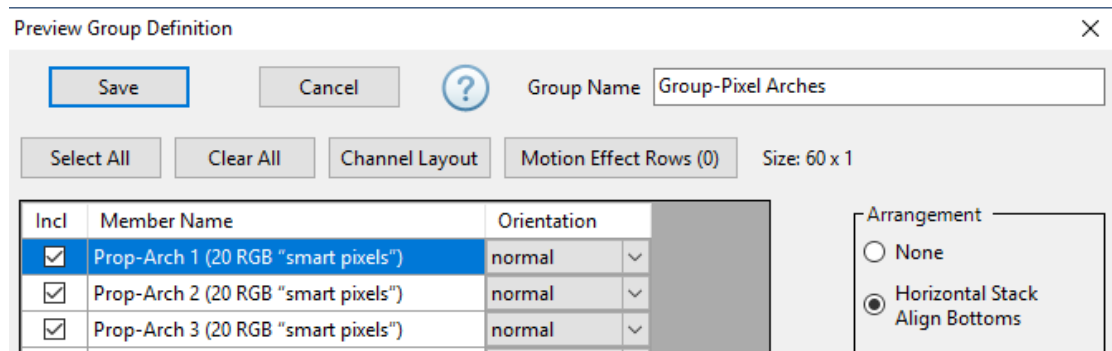 Preview Group Definition
Save Cancel ? Group Name Group-Pixel Arches
Select All Clear All Channel Layout Motion Effect Rows (0) Size: 60 x 1
Incl Member Name Orientation
Prop-Arch 1 (20 RGB “smart pixels”) normal
Prop-Arch 2 (20 RGB “smart pixels”) normal
Prop-Arch 3 (20 RGB “smart pixels”) normal
Arrangement
None
Horizontal Stack
Align Bottoms